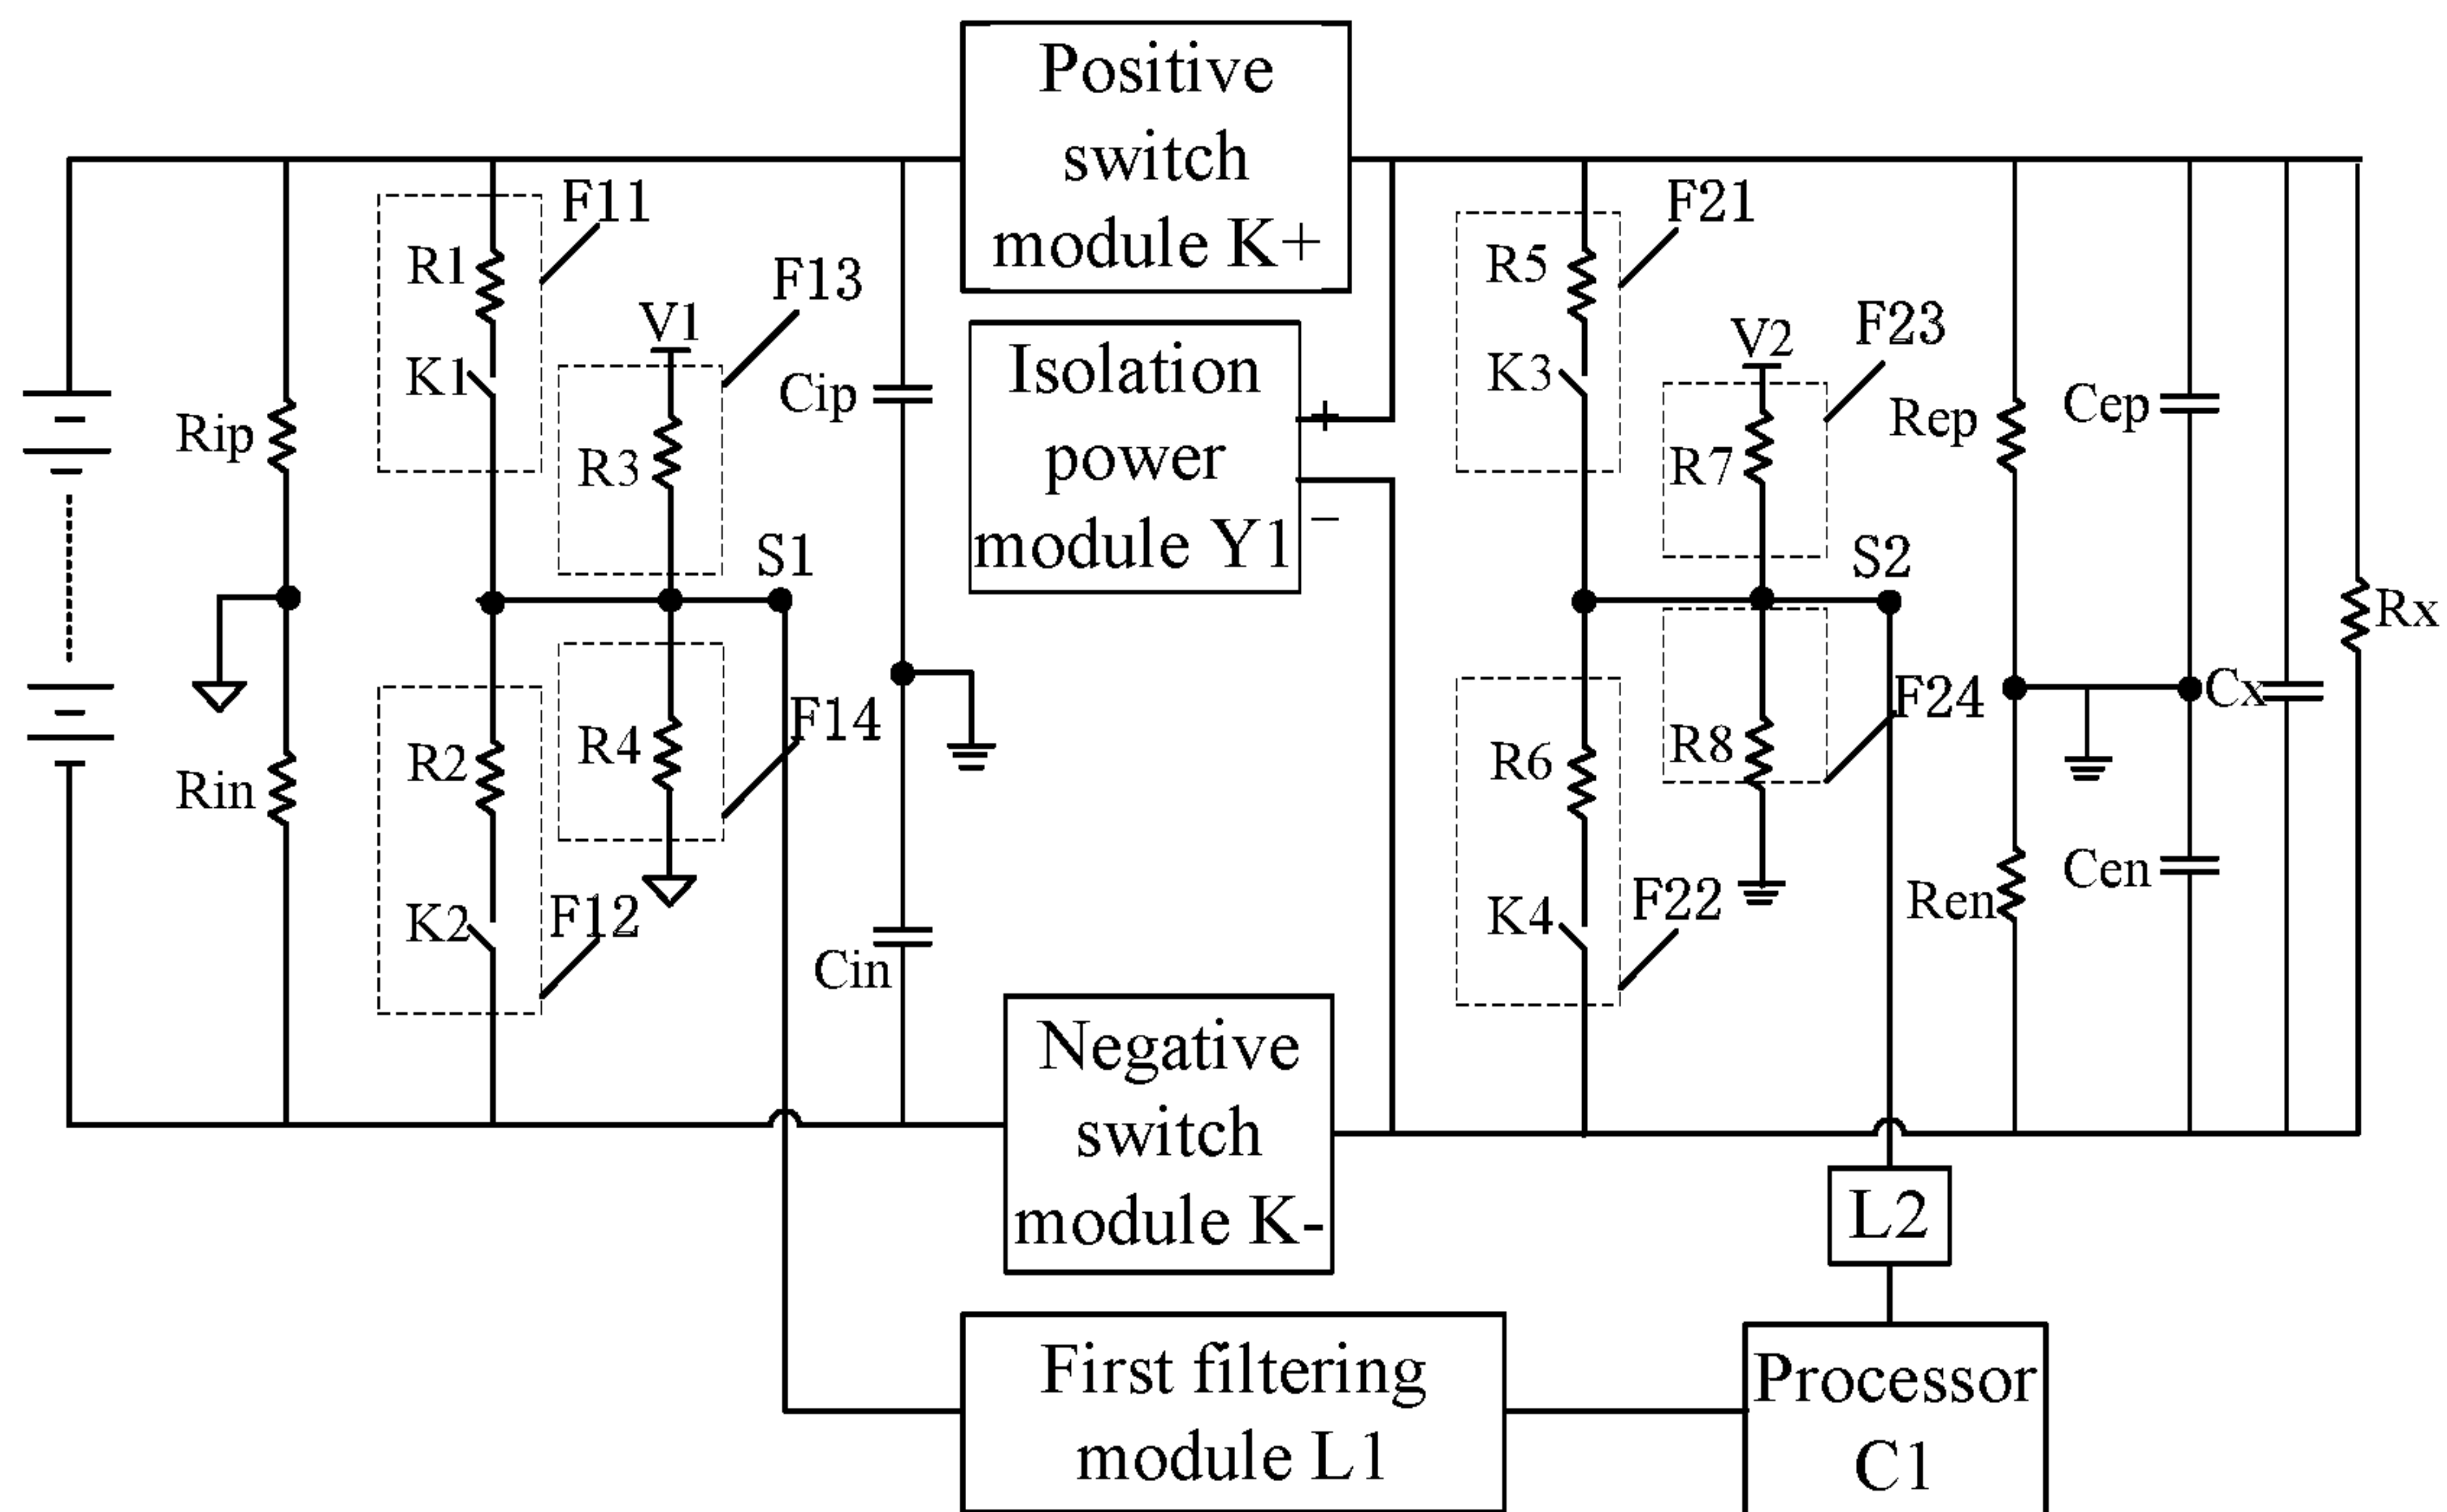 Positive
switch
module K+
F11
R1
K1
F13
V1
R3
S1
Cip
Rip
Rin
R2
K2
F12
R4
F14
Cin
Isolation
power
module Y1
+
−
F21
R5
K3
V2
F23
R7
S2
Rep
Cep
Rx
Cx
F24
R8
R6
K4
F22
Ren
Cen
Negative
switch
module K-
L2
First filtering
module L1
Processor
C1